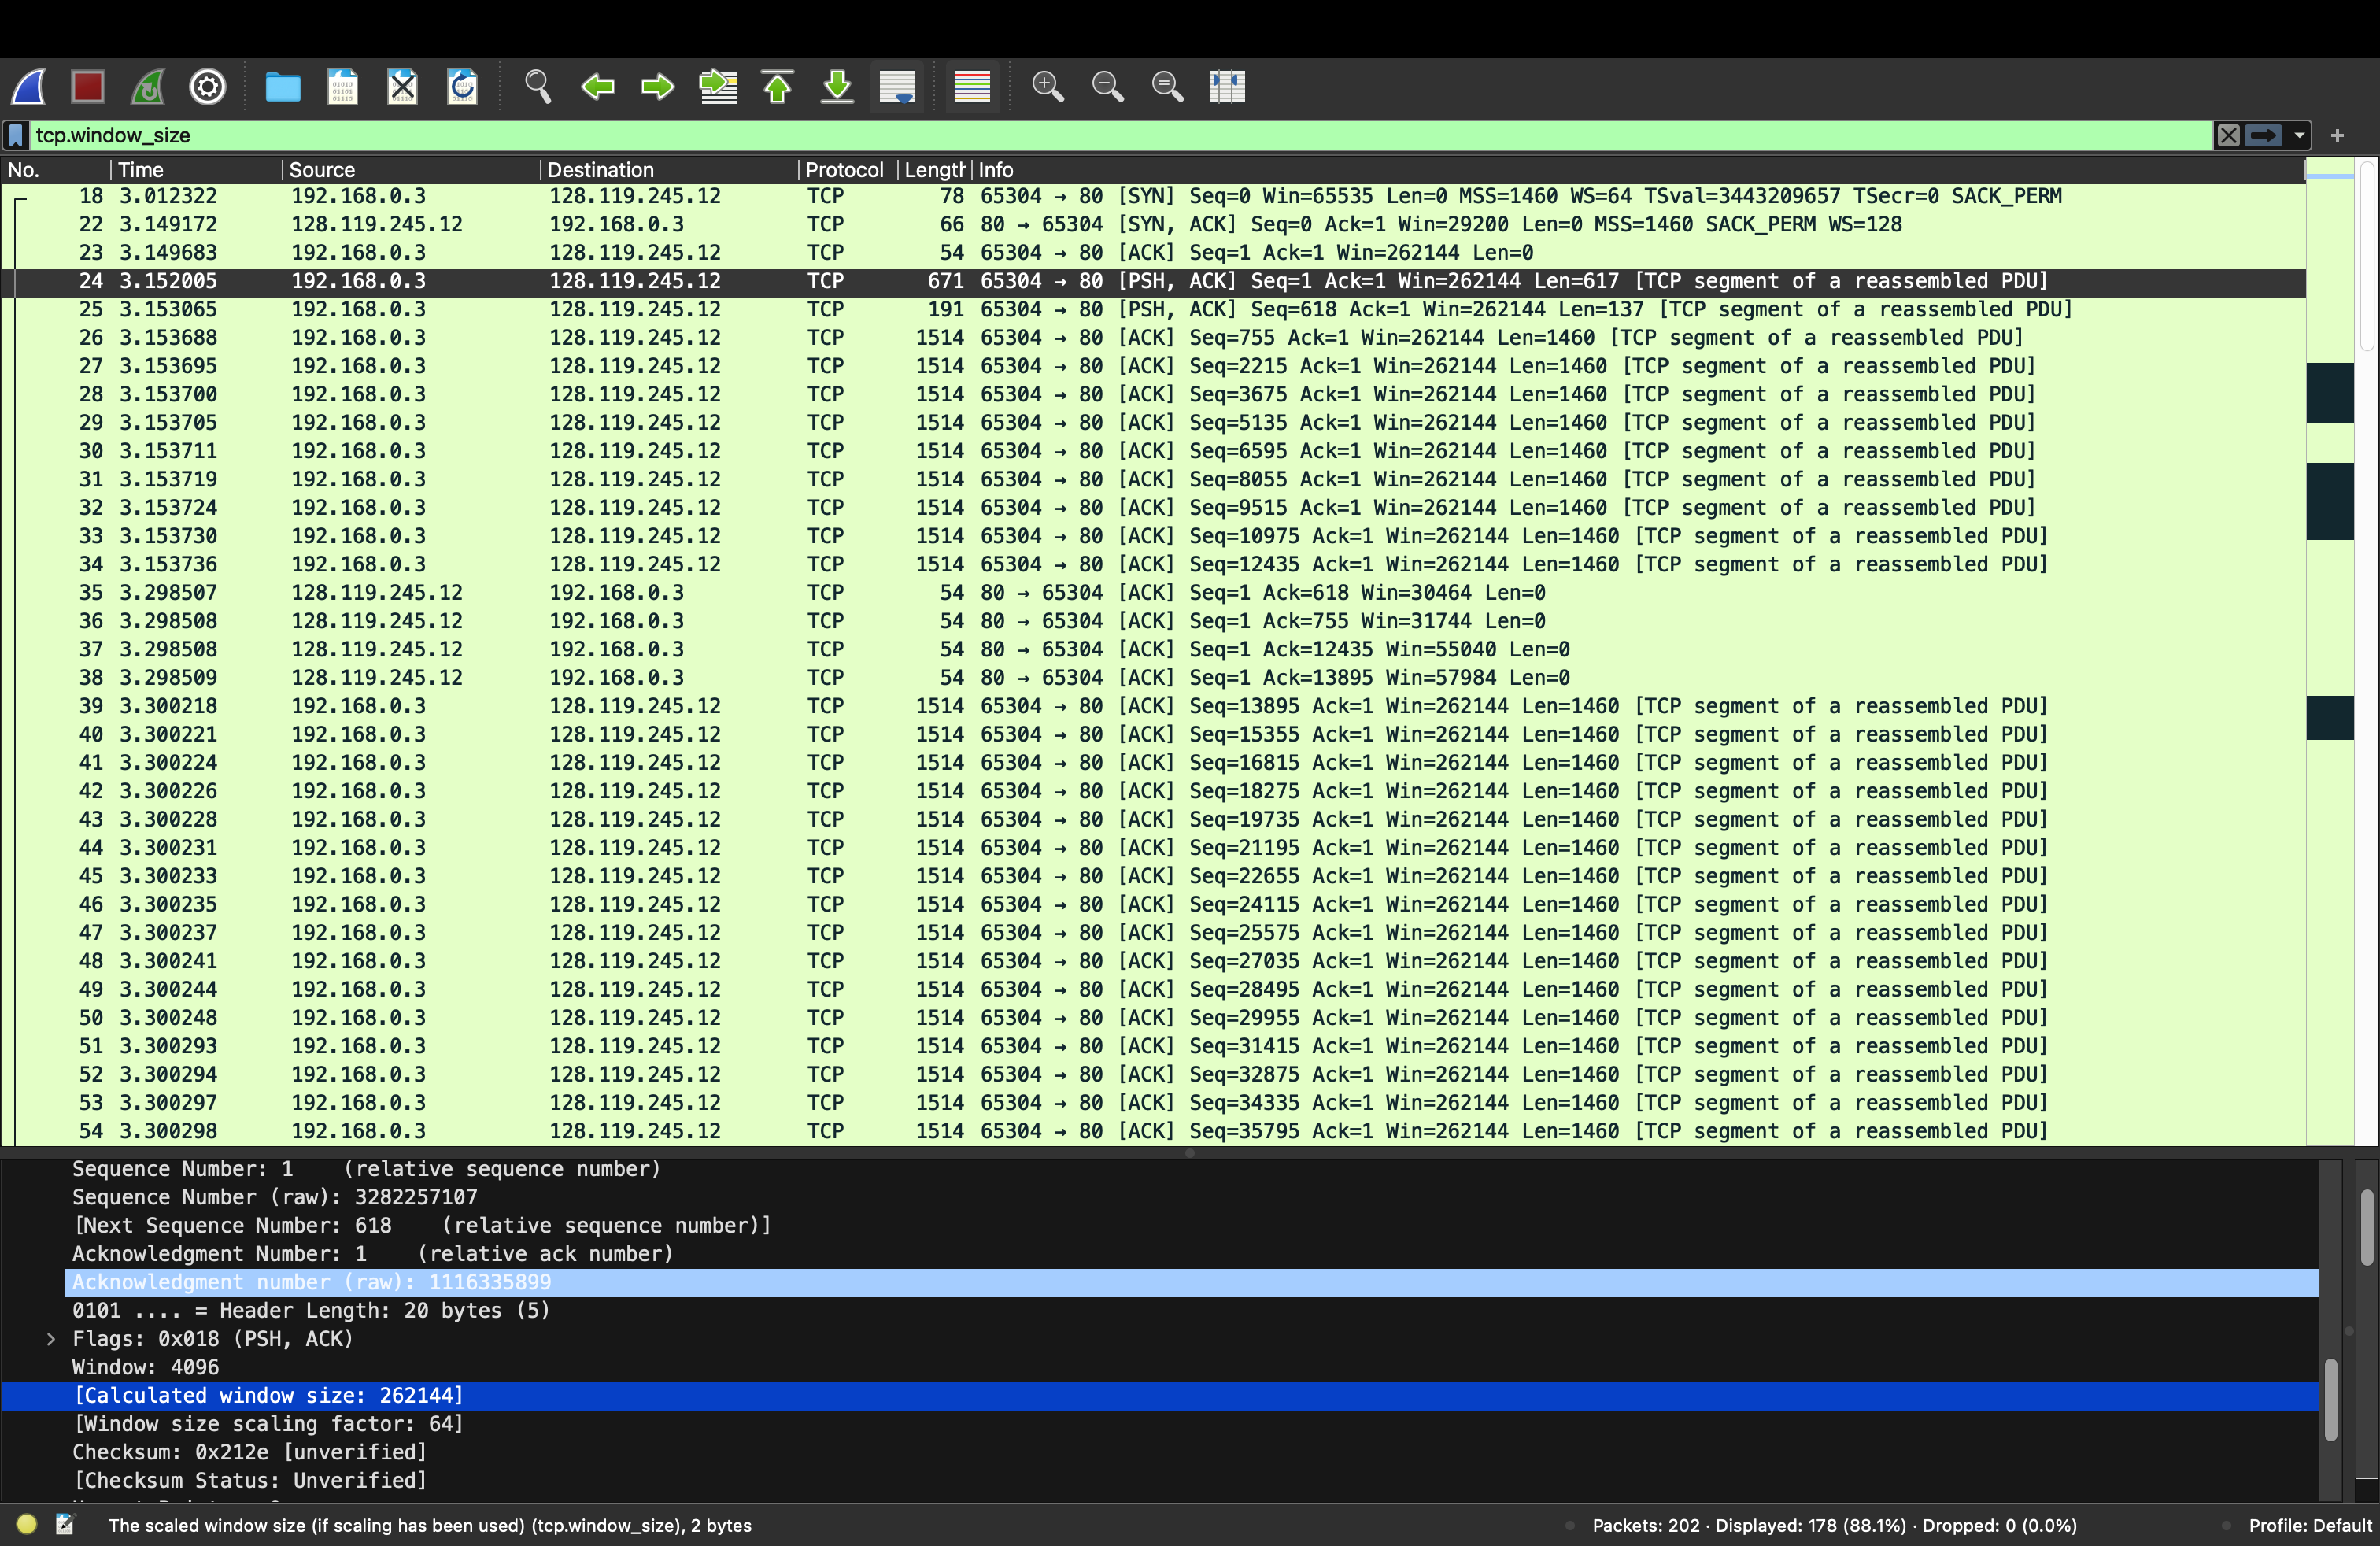 tcp.window_size
No. Time Source Destination Protocol Length Info
18 3.012322 192.168.0.3 128.119.245.12 TCP 78 65304 → 80 [SYN] Seq=0 Win=65535 Len=0 MSS=1460 WS=64 TSval=3443209657 TSecr=0 SACK_PERM
22 3.149172 128.119.245.12 192.168.0.3 TCP 66 80 → 65304 [SYN, ACK] Seq=0 Ack=1 Win=29200 Len=0 MSS=1460 SACK_PERM WS=128
23 3.149683 192.168.0.3 128.119.245.12 TCP 54 65304 → 80 [ACK] Seq=1 Ack=1 Win=262144 Len=0
24 3.152005 192.168.0.3 128.119.245.12 TCP 671 65304 → 80 [PSH, ACK] Seq=1 Ack=1 Win=262144 Len=617 [TCP segment of a reassembled PDU]
25 3.153065 192.168.0.3 128.119.245.12 TCP 191 65304 → 80 [PSH, ACK] Seq=618 Ack=1 Win=262144 Len=137 [TCP segment of a reassembled PDU]
26 3.153688 192.168.0.3 128.119.245.12 TCP 1514 65304 → 80 [ACK] Seq=755 Ack=1 Win=262144 Len=1460 [TCP segment of a reassembled PDU]
27 3.153695 192.168.0.3 128.119.245.12 TCP 1514 65304 → 80 [ACK] Seq=2215 Ack=1 Win=262144 Len=1460 [TCP segment of a reassembled PDU]
28 3.153700 192.168.0.3 128.119.245.12 TCP 1514 65304 → 80 [ACK] Seq=3675 Ack=1 Win=262144 Len=1460 [TCP segment of a reassembled PDU]
29 3.153705 192.168.0.3 128.119.245.12 TCP 1514 65304 → 80 [ACK] Seq=5135 Ack=1 Win=262144 Len=1460 [TCP segment of a reassembled PDU]
30 3.153711 192.168.0.3 128.119.245.12 TCP 1514 65304 → 80 [ACK] Seq=6595 Ack=1 Win=262144 Len=1460 [TCP segment of a reassembled PDU]
31 3.153719 192.168.0.3 128.119.245.12 TCP 1514 65304 → 80 [ACK] Seq=8055 Ack=1 Win=262144 Len=1460 [TCP segment of a reassembled PDU]
32 3.153724 192.168.0.3 128.119.245.12 TCP 1514 65304 → 80 [ACK] Seq=9515 Ack=1 Win=262144 Len=1460 [TCP segment of a reassembled PDU]
33 3.153730 192.168.0.3 128.119.245.12 TCP 1514 65304 → 80 [ACK] Seq=10975 Ack=1 Win=262144 Len=1460 [TCP segment of a reassembled PDU]
34 3.153736 192.168.0.3 128.119.245.12 TCP 1514 65304 → 80 [ACK] Seq=12435 Ack=1 Win=262144 Len=1460 [TCP segment of a reassembled PDU]
35 3.298507 128.119.245.12 192.168.0.3 TCP 54 80 → 65304 [ACK] Seq=1 Ack=618 Win=30464 Len=0
36 3.298508 128.119.245.12 192.168.0.3 TCP 54 80 → 65304 [ACK] Seq=1 Ack=755 Win=31744 Len=0
37 3.298508 128.119.245.12 192.168.0.3 TCP 54 80 → 65304 [ACK] Seq=1 Ack=12435 Win=55040 Len=0
38 3.298509 128.119.245.12 192.168.0.3 TCP 54 80 → 65304 [ACK] Seq=1 Ack=13895 Win=57984 Len=0
39 3.300218 192.168.0.3 128.119.245.12 TCP 1514 65304 → 80 [ACK] Seq=13895 Ack=1 Win=262144 Len=1460 [TCP segment of a reassembled PDU]
40 3.300221 192.168.0.3 128.119.245.12 TCP 1514 65304 → 80 [ACK] Seq=15355 Ack=1 Win=262144 Len=1460 [TCP segment of a reassembled PDU]
41 3.300224 192.168.0.3 128.119.245.12 TCP 1514 65304 → 80 [ACK] Seq=16815 Ack=1 Win=262144 Len=1460 [TCP segment of a reassembled PDU]
42 3.300226 192.168.0.3 128.119.245.12 TCP 1514 65304 → 80 [ACK] Seq=18275 Ack=1 Win=262144 Len=1460 [TCP segment of a reassembled PDU]
43 3.300228 192.168.0.3 128.119.245.12 TCP 1514 65304 → 80 [ACK] Seq=19735 Ack=1 Win=262144 Len=1460 [TCP segment of a reassembled PDU]
44 3.300231 192.168.0.3 128.119.245.12 TCP 1514 65304 → 80 [ACK] Seq=21195 Ack=1 Win=262144 Len=1460 [TCP segment of a reassembled PDU]
45 3.300233 192.168.0.3 128.119.245.12 TCP 1514 65304 → 80 [ACK] Seq=22655 Ack=1 Win=262144 Len=1460 [TCP segment of a reassembled PDU]
46 3.300235 192.168.0.3 128.119.245.12 TCP 1514 65304 → 80 [ACK] Seq=24115 Ack=1 Win=262144 Len=1460 [TCP segment of a reassembled PDU]
47 3.300237 192.168.0.3 128.119.245.12 TCP 1514 65304 → 80 [ACK] Seq=25575 Ack=1 Win=262144 Len=1460 [TCP segment of a reassembled PDU]
48 3.300241 192.168.0.3 128.119.245.12 TCP 1514 65304 → 80 [ACK] Seq=27035 Ack=1 Win=262144 Len=1460 [TCP segment of a reassembled PDU]
49 3.300244 192.168.0.3 128.119.245.12 TCP 1514 65304 → 80 [ACK] Seq=28495 Ack=1 Win=262144 Len=1460 [TCP segment of a reassembled PDU]
50 3.300248 192.168.0.3 128.119.245.12 TCP 1514 65304 → 80 [ACK] Seq=29955 Ack=1 Win=262144 Len=1460 [TCP segment of a reassembled PDU]
51 3.300293 192.168.0.3 128.119.245.12 TCP 1514 65304 → 80 [ACK] Seq=31415 Ack=1 Win=262144 Len=1460 [TCP segment of a reassembled PDU]
52 3.300294 192.168.0.3 128.119.245.12 TCP 1514 65304 → 80 [ACK] Seq=32875 Ack=1 Win=262144 Len=1460 [TCP segment of a reassembled PDU]
53 3.300297 192.168.0.3 128.119.245.12 TCP 1514 65304 → 80 [ACK] Seq=34335 Ack=1 Win=262144 Len=1460 [TCP segment of a reassembled PDU]
54 3.300298 192.168.0.3 128.119.245.12 TCP 1514 65304 → 80 [ACK] Seq=35795 Ack=1 Win=262144 Len=1460 [TCP segment of a reassembled PDU]
Sequence Number: 1 (relative sequence number)
Sequence Number (raw): 3282257107
[Next Sequence Number: 618 (relative sequence number)]
Acknowledgment Number: 1 (relative ack number)
Acknowledgment number (raw): 1116335899
0101 .... = Header Length: 20 bytes (5)
Flags: 0x018 (PSH, ACK)
Window: 4096
[Calculated window size: 262144]
[Window size scaling factor: 64]
Checksum: 0x212e [unverified]
[Checksum Status: Unverified]
The scaled window size (if scaling has been used) (tcp.window_size), 2 bytes
Packets: 202 · Displayed: 178 (88.1%) · Dropped: 0 (0.0%)
Profile: Default